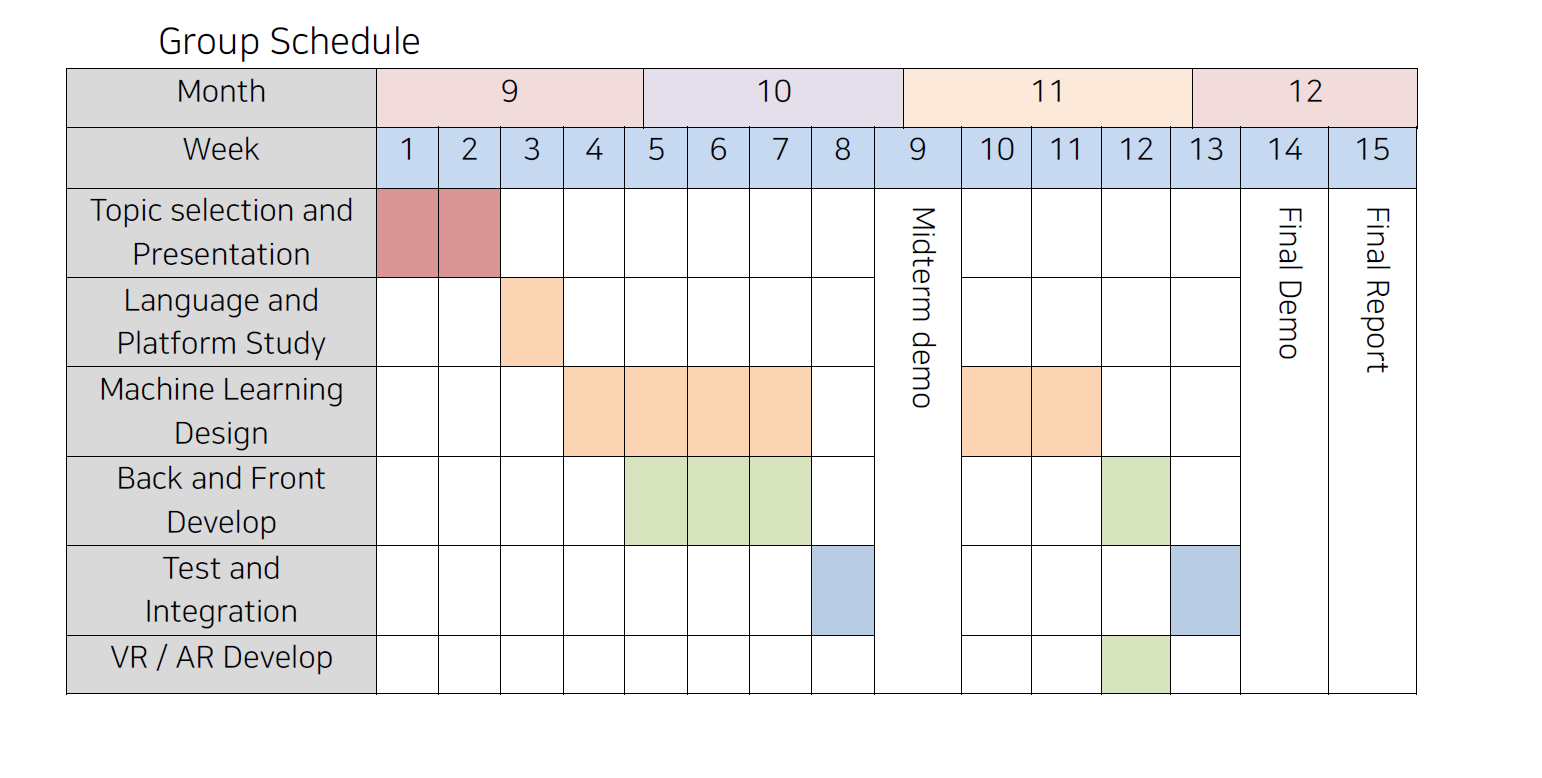 Group Schedule
Month 9 10 11 12
Week 1 2 3 4 5 6 7 8 9 10 11 12 13 14 15
Topic selection and
Presentation
Language and
Platform Study
Machine Learning
Design
Back and Front
Develop
Test and
Integration
VR / AR Develop
Midterm demo
Final Demo
Final Report